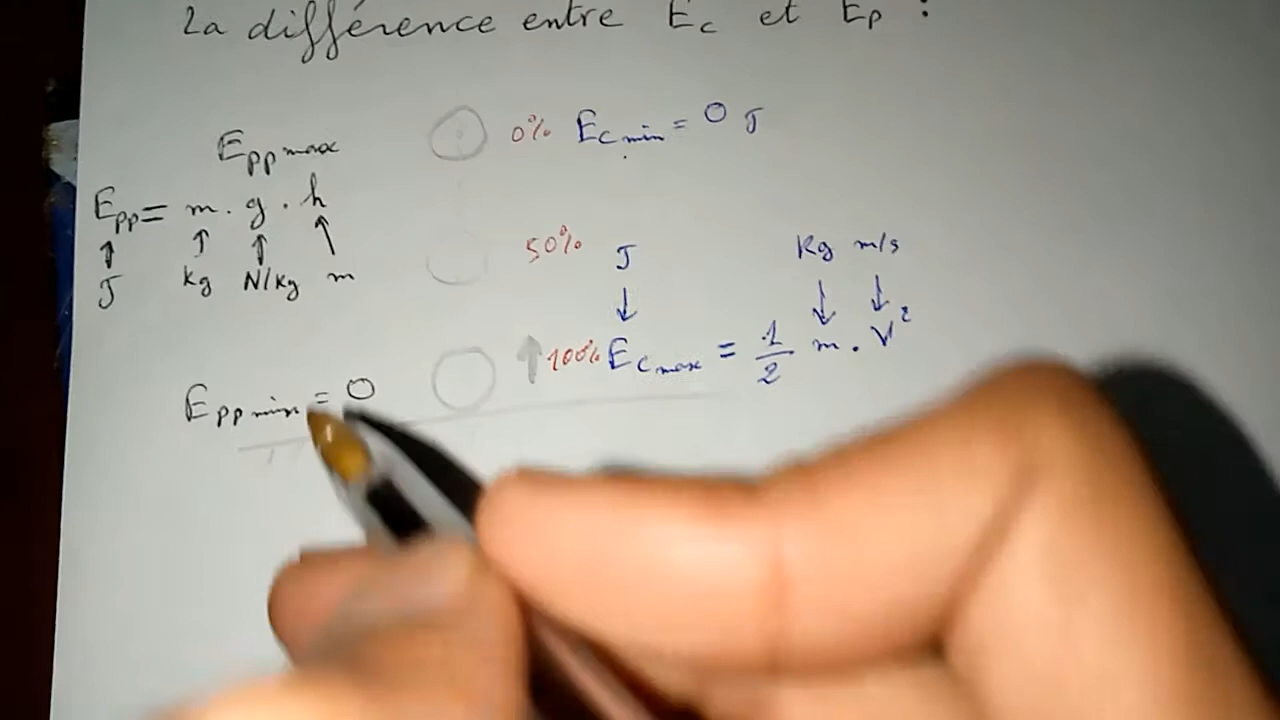 La différence entre Ec et Ep :
Epp max
0% Ec min = 0 J
Epp = m . g . h
J kg N/kg m
50% J Kg m/s
100% Ec max = 1/2 m . V²
Epp min = 0